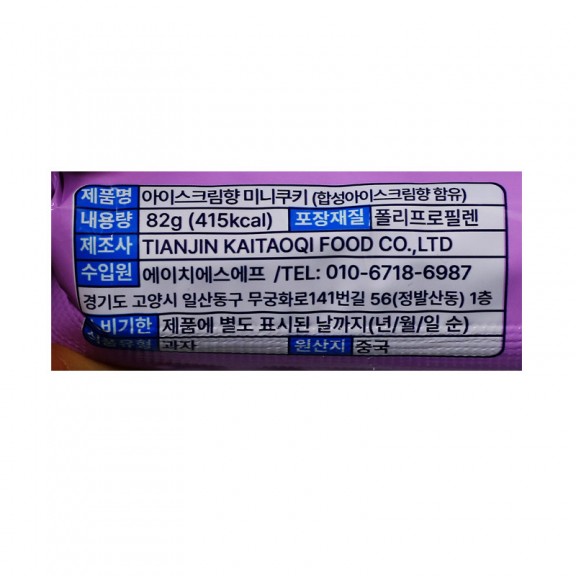 제품명 아이스크림향 미니쿠키 (합성아이스크림향 함유)
내용량 82g (415kcal) 포장재질 폴리프로필렌
제조사 TIANJIN KAITAOQI FOOD CO.,LTD
수입원 에이치에스에프 /TEL: 010-6718-6987
경기도 고양시 일산동구 무궁화로141번길 56(정발산동) 1층
소비기한 제품에 별도 표시된 날까지(년/월/일 순)
식품유형 과자 원산지 중국